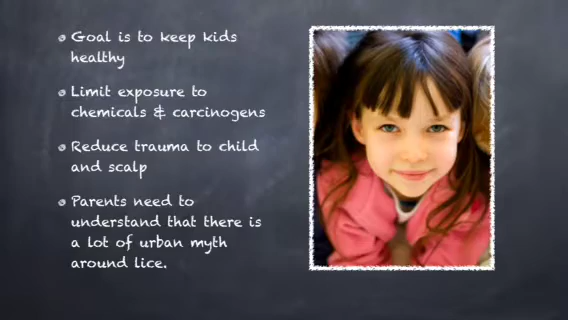 Goal is to keep kids
healthy
Limit exposure to
chemicals & carcinogens
Reduce trauma to child
and scalp
Parents need to
understand that there is
a lot of urban myth
around lice.